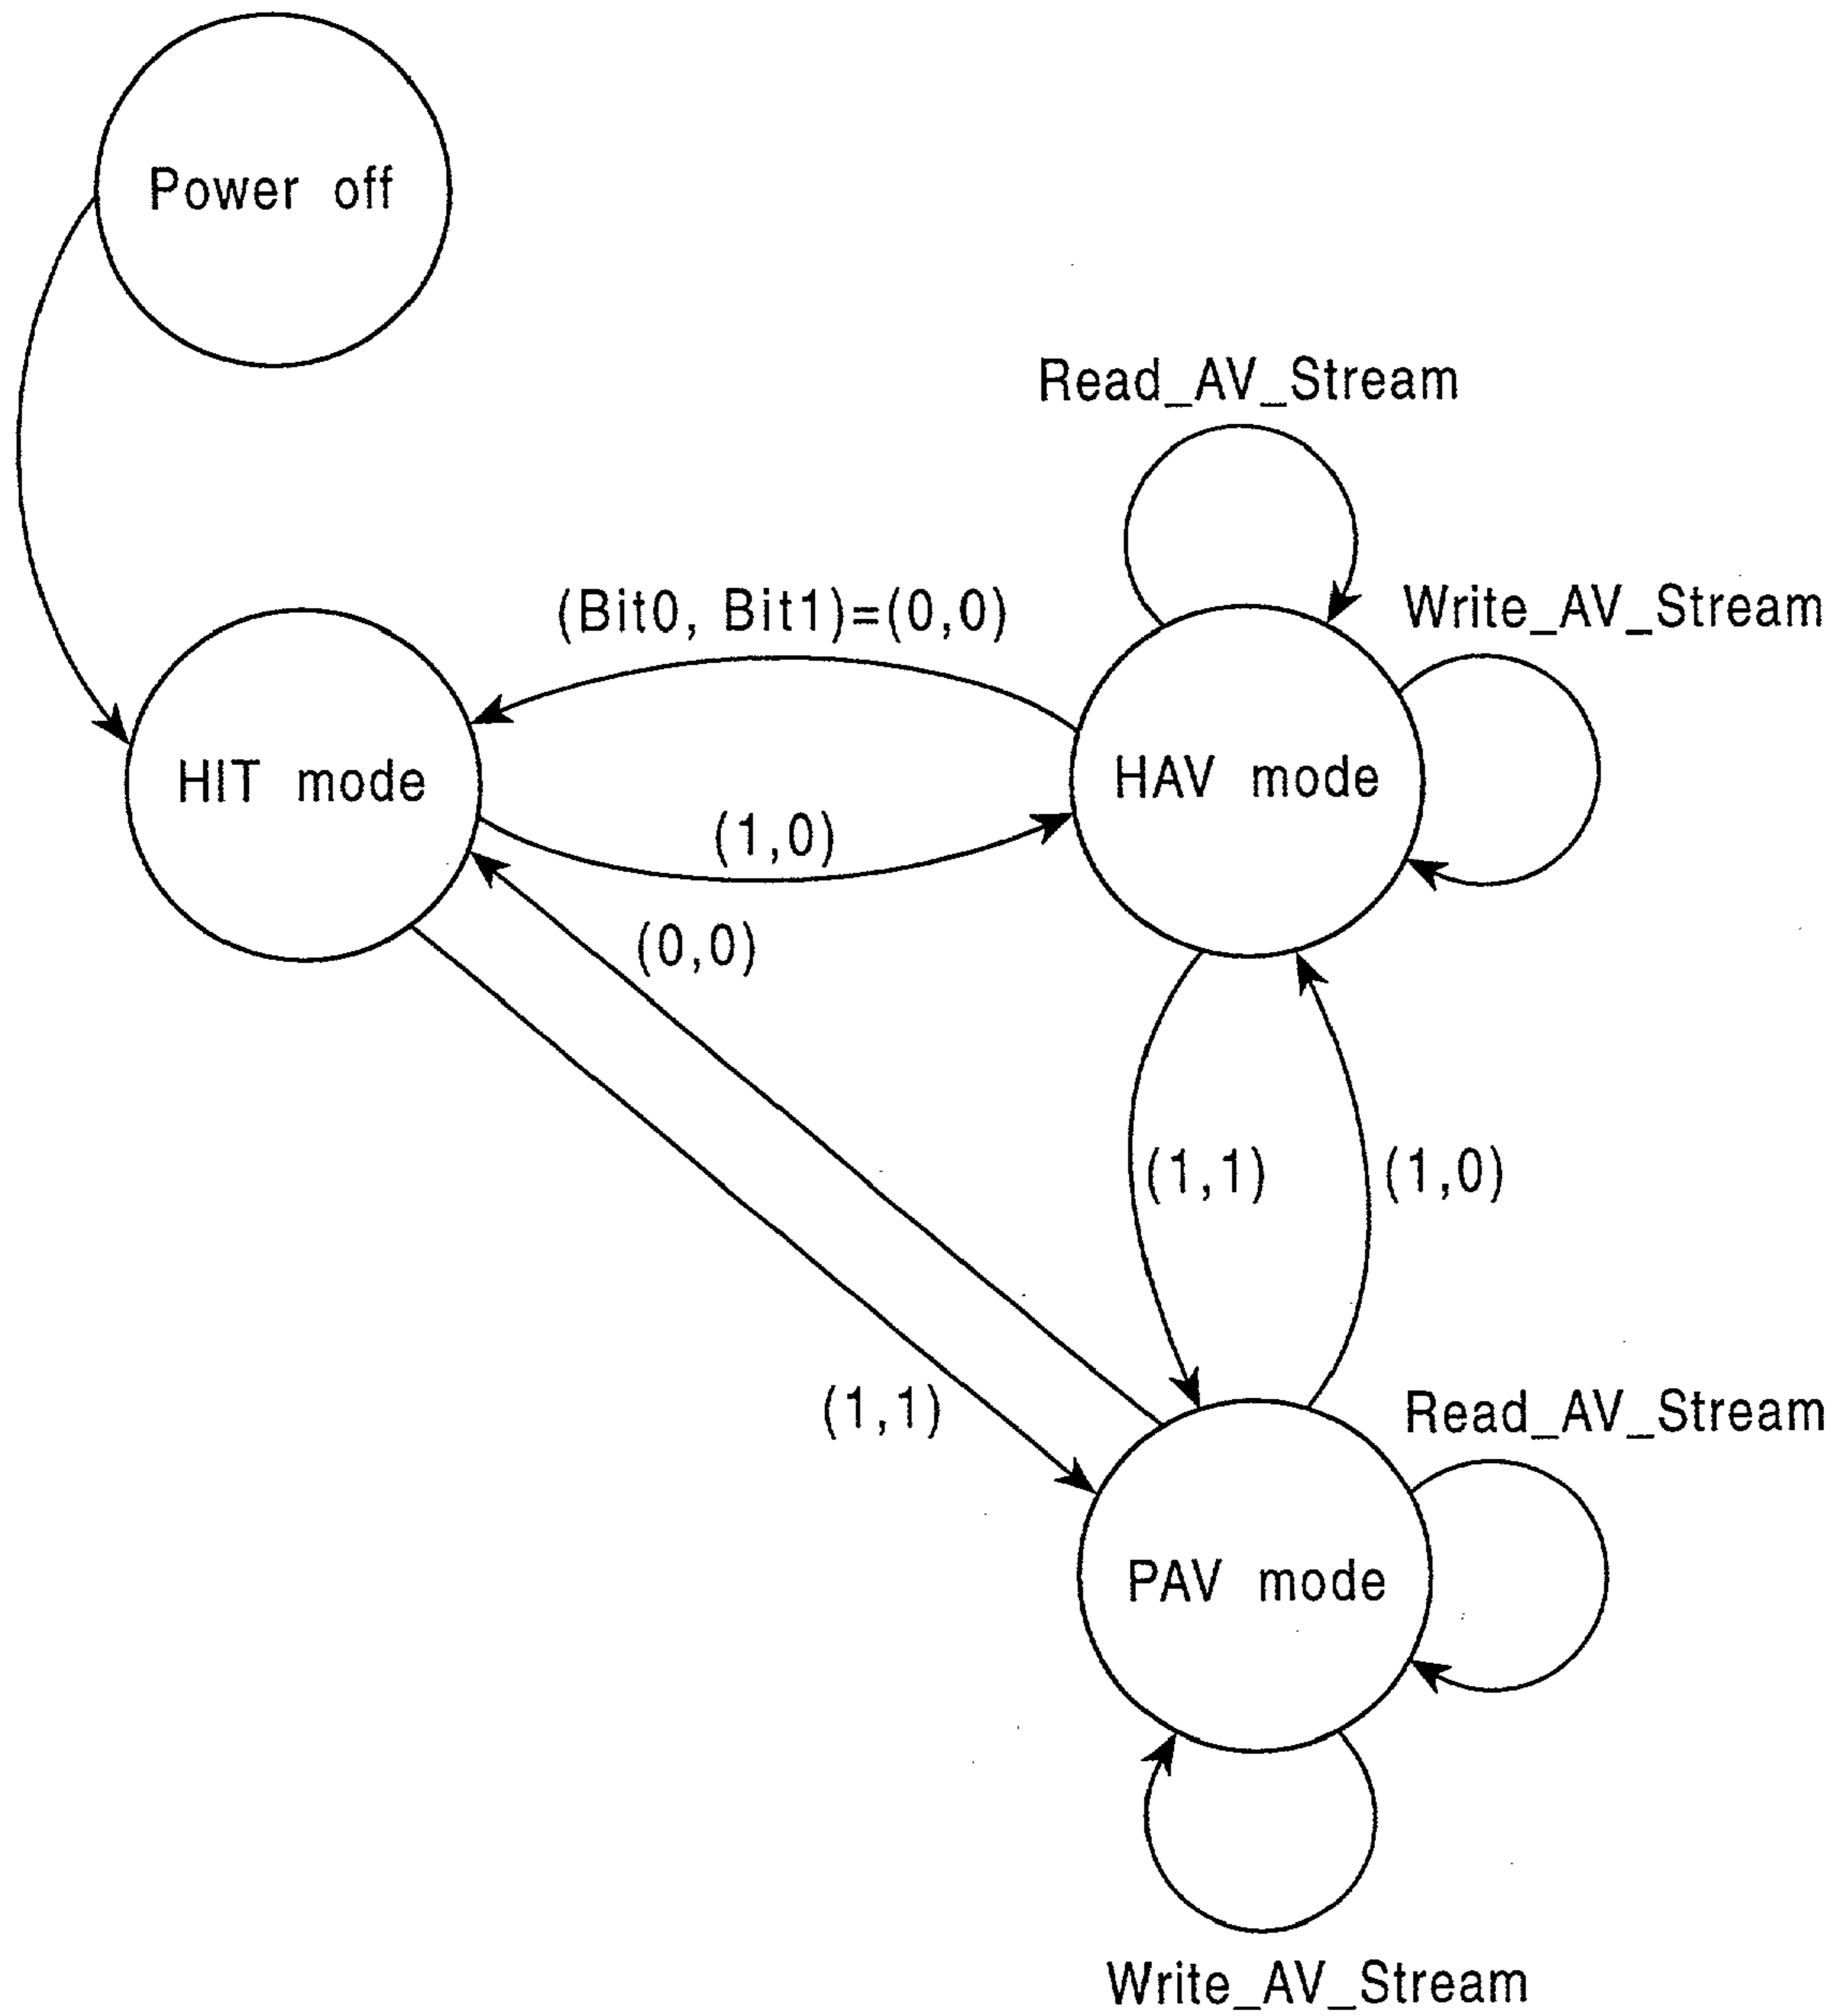 Power off
Read_AV_Stream
Write_AV_Stream
(Bit0, Bit1)=(0,0)
HIT mode
HAV mode
(1,0)
(0,0)
(1,1)
(1,0)
(1,1)
Read_AV_Stream
PAV mode
Write_AV_Stream